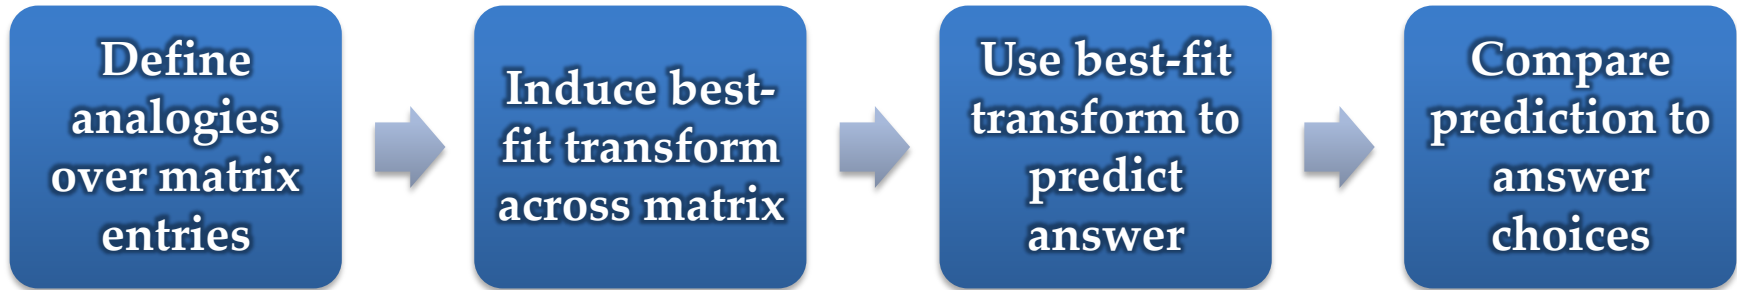 Define
analogies
over matrix
entries
Induce best-
fit transform
across matrix
Use best-fit
transform to
predict
answer
Compare
prediction to
answer
choices